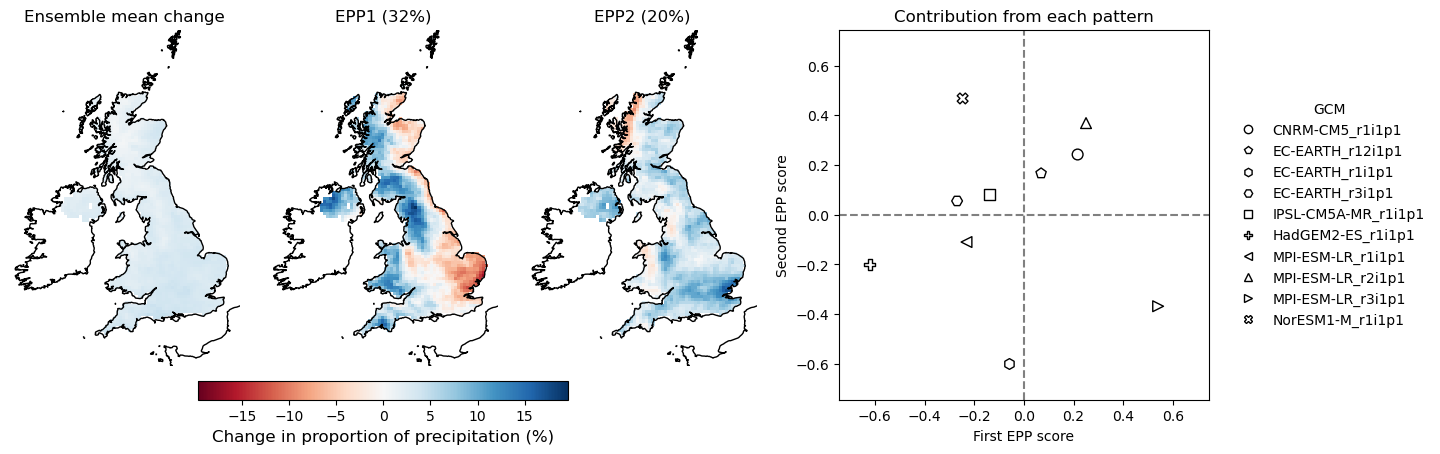 Ensemble mean change
EPP1 (32%)
EPP2 (20%)
−15 −10 −5 0 5 10 15
Change in proportion of precipitation (%)
Contribution from each pattern
Second EPP score
0.6
0.4
0.2
0.0
−0.2
−0.4
−0.6
−0.6 −0.4 −0.2 0.0 0.2 0.4 0.6
First EPP score
GCM
CNRM-CM5_r1i1p1
EC-EARTH_r12i1p1
EC-EARTH_r1i1p1
EC-EARTH_r3i1p1
IPSL-CM5A-MR_r1i1p1
HadGEM2-ES_r1i1p1
MPI-ESM-LR_r1i1p1
MPI-ESM-LR_r2i1p1
MPI-ESM-LR_r3i1p1
NorESM1-M_r1i1p1